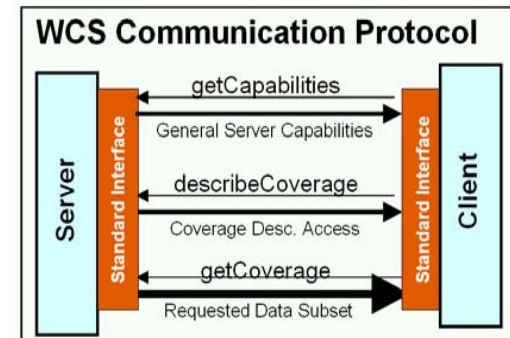 WCS Communication Protocol
Server
Standard Interface
getCapabilities
General Server Capabilities
describeCoverage
Coverage Desc. Access
getCoverage
Requested Data Subset
Standard Interface
Client